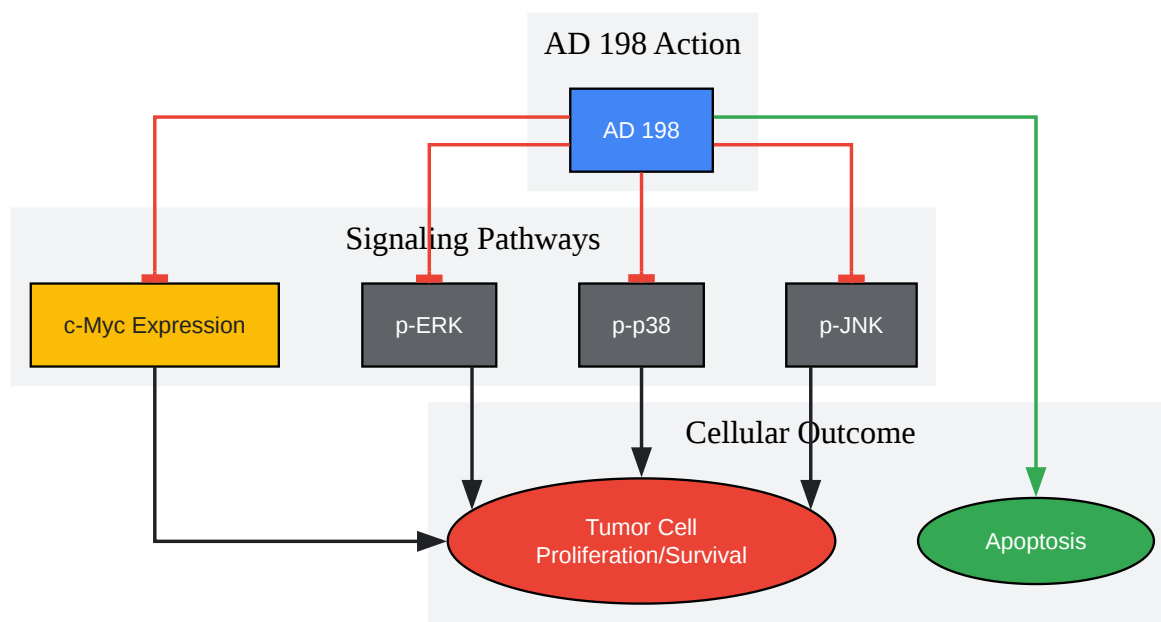 AD 198 Action
AD 198
Signaling Pathways
c-Myc Expression
p-ERK
p-p38
p-JNK
Cellular Outcome
Tumor Cell
Proliferation/Survival
Apoptosis